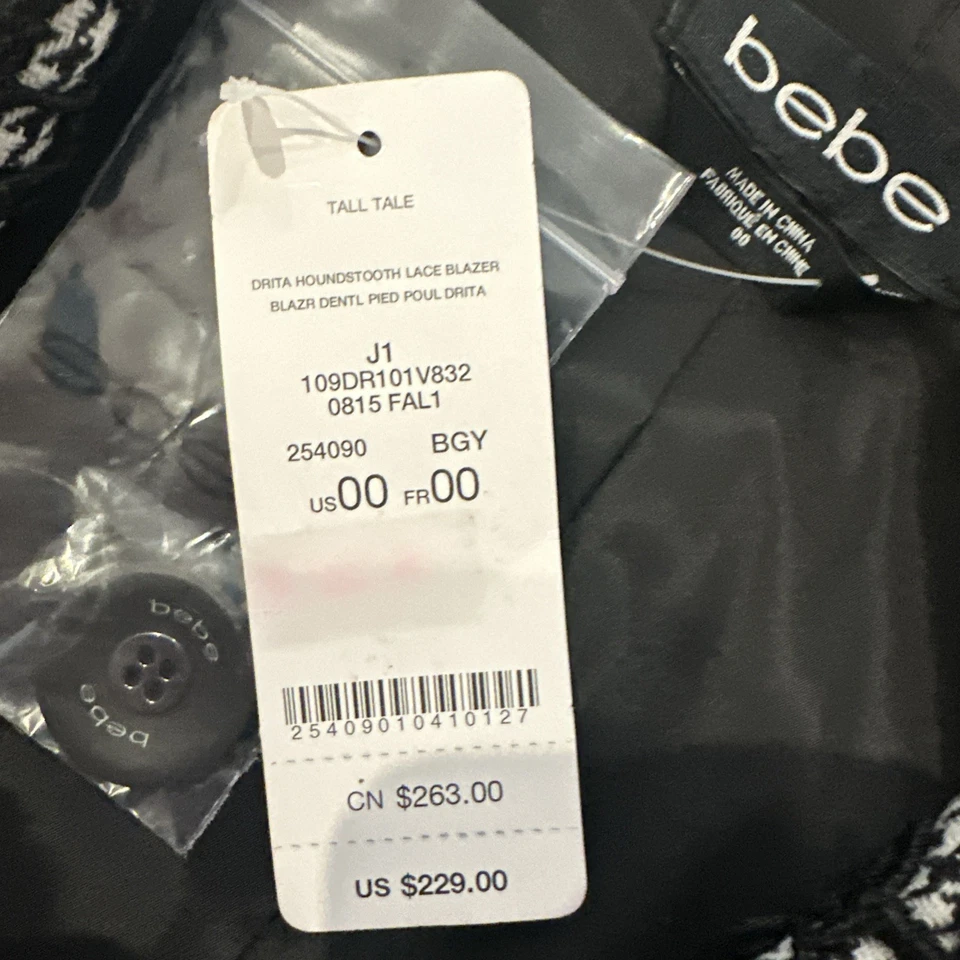 bebe
MADE IN CHINA
FABRIQUÉ EN CHINE
00
TALL TALE
DRITA HOUNDSTOOTH LACE BLAZER
BLAZR DENTL PIED POUL DRITA
J1
109DR101V832
0815 FAL1
254090 BGY
US00 FR00
25409010410127
CN $263.00
US $229.00
bebe
bebe